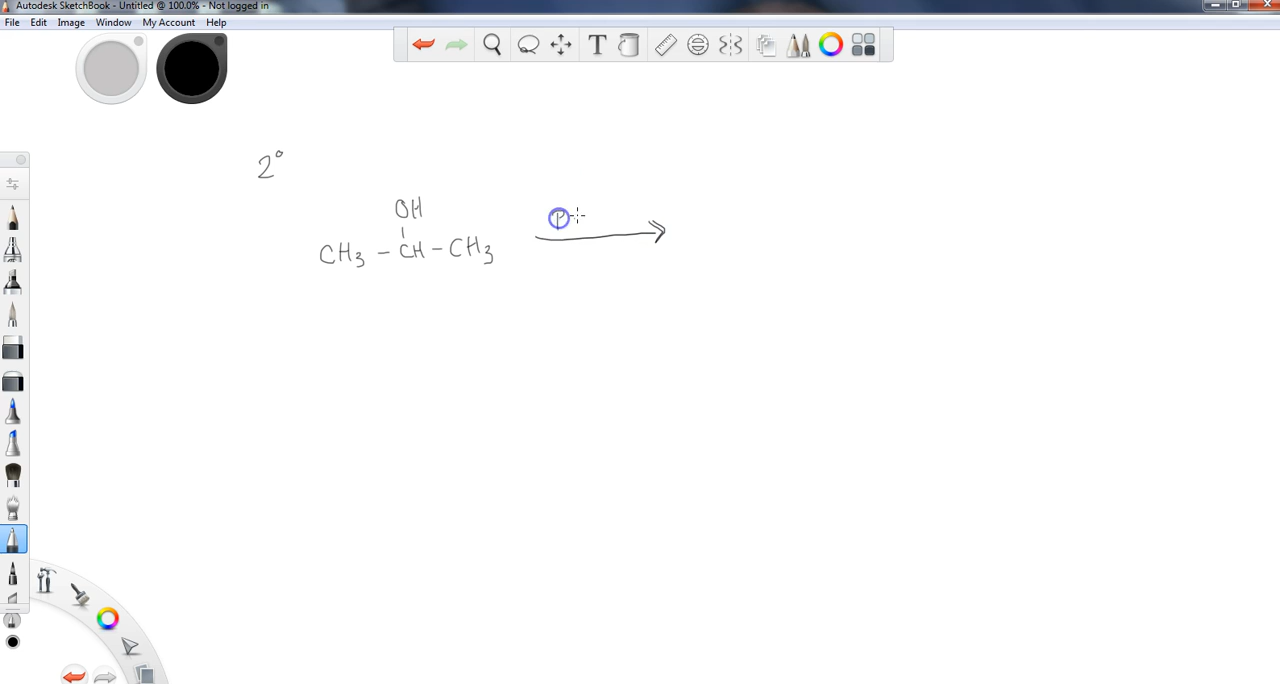 Autodesk SketchBook - Untitled @ 100.0% - Not logged in
File Edit Image Window My Account Help
T
2°
OH
CH3 - CH - CH3
P